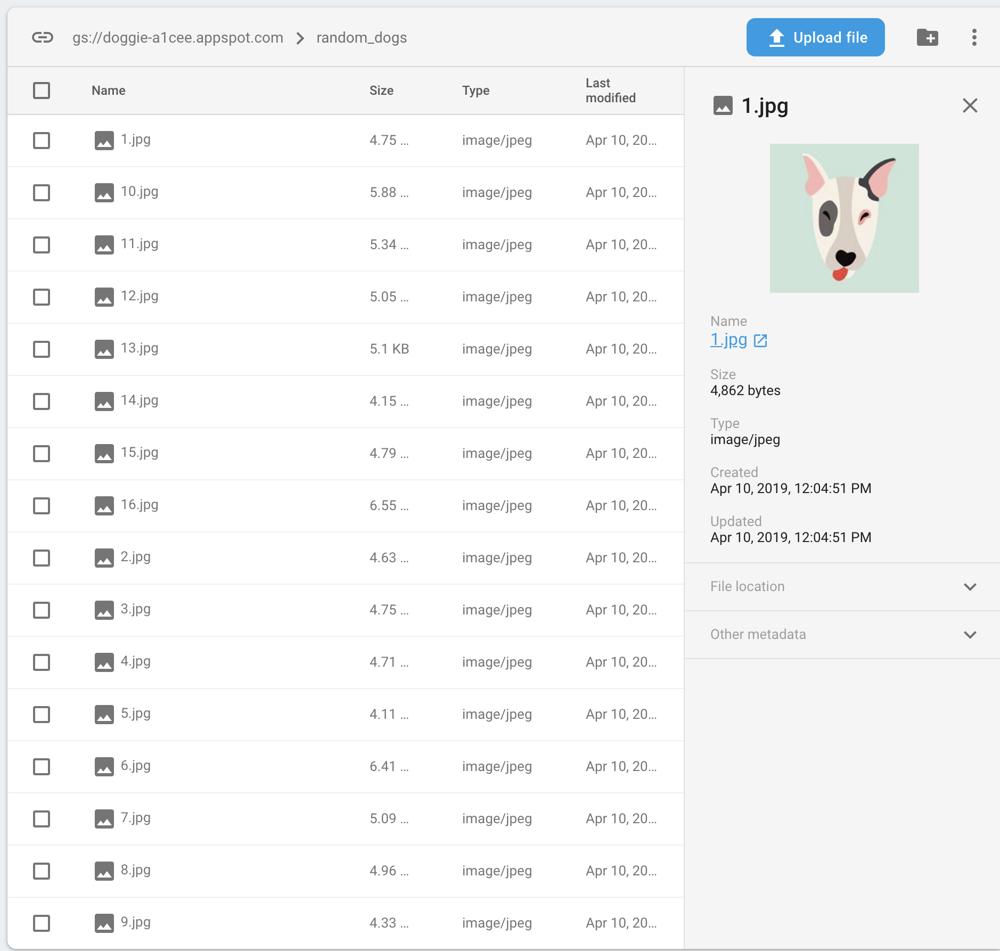 gs://doggie-a1cee.appspot.com > random_dogs Upload file
Name Size Type Last modified
1.jpg 4.75 ... image/jpeg Apr 10, 20...
10.jpg 5.88 ... image/jpeg Apr 10, 20...
11.jpg 5.34 ... image/jpeg Apr 10, 20...
12.jpg 5.05 ... image/jpeg Apr 10, 20...
13.jpg 5.1 KB image/jpeg Apr 10, 20...
14.jpg 4.15 ... image/jpeg Apr 10, 20...
15.jpg 4.79 ... image/jpeg Apr 10, 20...
16.jpg 6.55 ... image/jpeg Apr 10, 20...
2.jpg 4.63 ... image/jpeg Apr 10, 20...
3.jpg 4.75 ... image/jpeg Apr 10, 20...
4.jpg 4.71 ... image/jpeg Apr 10, 20...
5.jpg 4.11 ... image/jpeg Apr 10, 20...
6.jpg 6.41 ... image/jpeg Apr 10, 20...
7.jpg 5.09 ... image/jpeg Apr 10, 20...
8.jpg 4.96 ... image/jpeg Apr 10, 20...
9.jpg 4.33 ... image/jpeg Apr 10, 20...
1.jpg
Name
1.jpg
Size
4,862 bytes
Type
image/jpeg
Created
Apr 10, 2019, 12:04:51 PM
Updated
Apr 10, 2019, 12:04:51 PM
File location
Other metadata